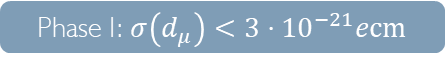 Phase I: σ(d_μ) < 3 · 10⁻²¹ ecm